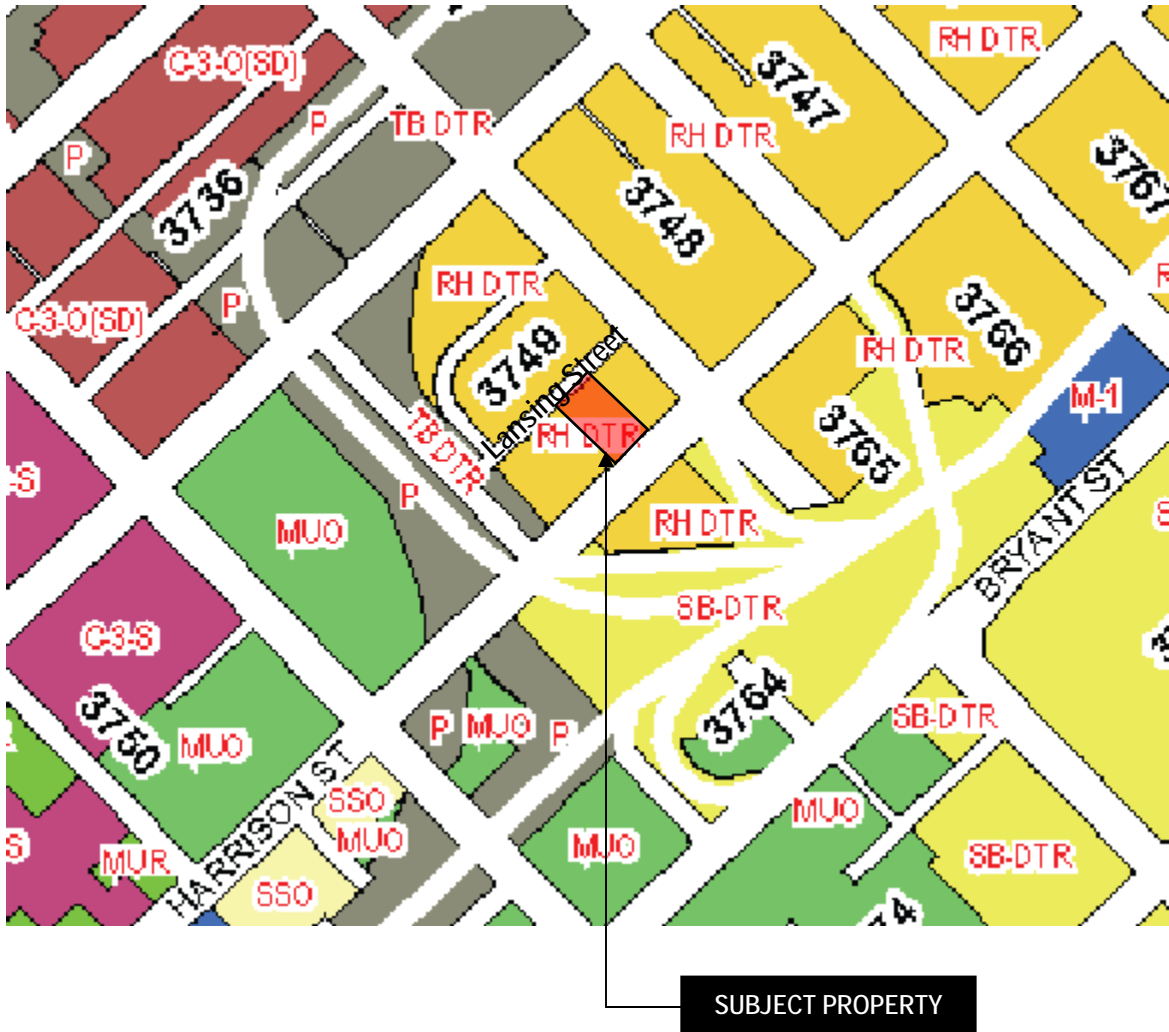 C-3-O(SD)
RH DTR
3747
P
TB DTR
RH DTR
P
3767
3736
3748
RH DTR
P
C-3-O(SD)
3766
RH DTR
3749
Lansing Street
M-1
RH DTR
TB DTR
3765
-S
P
RH DTR
MUO
BRYANT ST
SB-DTR
C-3-S
3764
3750
SB-DTR
P
MUO
P
MUO
SSO
MUO
MUO
MUO
S
MUR
SB-DTR
HARRISON ST
SSO
SUBJECT PROPERTY